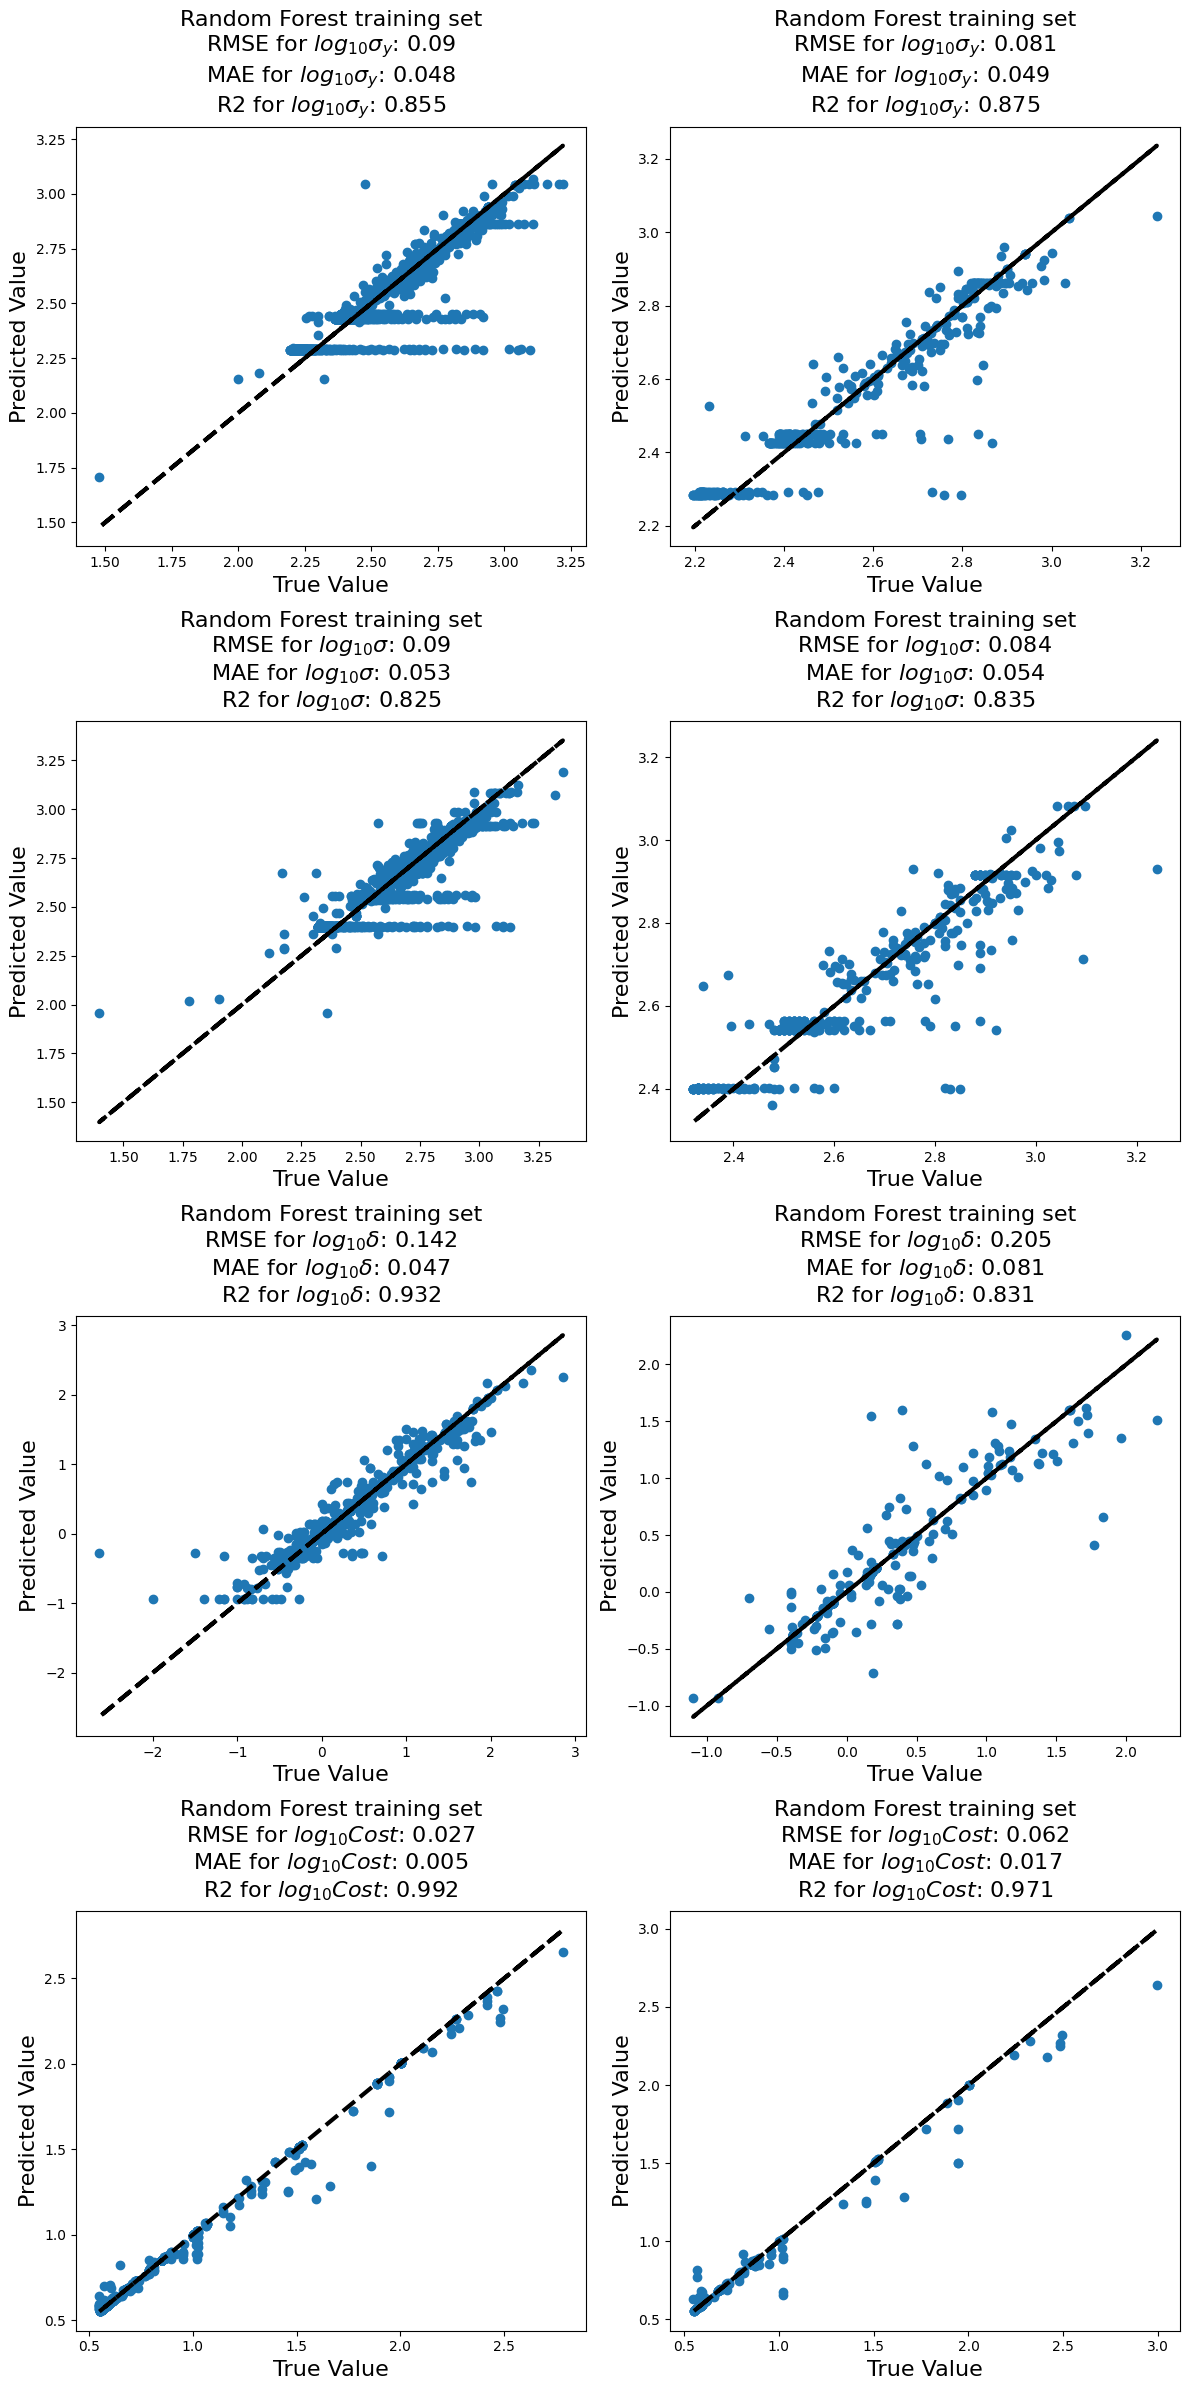 Random Forest training set
RMSE for log₁₀σ_y: 0.09
MAE for log₁₀σ_y: 0.048
R2 for log₁₀σ_y: 0.855
3.25
3.00
2.75
2.50
2.25
2.00
1.75
1.50
Predicted Value
1.50 1.75 2.00 2.25 2.50 2.75 3.00 3.25
True Value
Random Forest training set
RMSE for log₁₀σ_y: 0.081
MAE for log₁₀σ_y: 0.049
R2 for log₁₀σ_y: 0.875
3.2
3.0
2.8
2.6
2.4
2.2
Predicted Value
2.2 2.4 2.6 2.8 3.0 3.2
True Value
Random Forest training set
RMSE for log₁₀σ: 0.09
MAE for log₁₀σ: 0.053
R2 for log₁₀σ: 0.825
3.25
3.00
2.75
2.50
2.25
2.00
1.75
1.50
Predicted Value
1.50 1.75 2.00 2.25 2.50 2.75 3.00 3.25
True Value
Random Forest training set
RMSE for log₁₀σ: 0.084
MAE for log₁₀σ: 0.054
R2 for log₁₀σ: 0.835
3.2
3.0
2.8
2.6
2.4
Predicted Value
2.4 2.6 2.8 3.0 3.2
True Value
Random Forest training set
RMSE for log₁₀δ: 0.142
MAE for log₁₀δ: 0.047
R2 for log₁₀δ: 0.932
3
2
1
0
−1
−2
Predicted Value
−2 −1 0 1 2 3
True Value
Random Forest training set
RMSE for log₁₀δ: 0.205
MAE for log₁₀δ: 0.081
R2 for log₁₀δ: 0.831
2.0
1.5
1.0
0.5
0.0
−0.5
−1.0
Predicted Value
−1.0 −0.5 0.0 0.5 1.0 1.5 2.0
True Value
Random Forest training set
RMSE for log₁₀Cost: 0.027
MAE for log₁₀Cost: 0.005
R2 for log₁₀Cost: 0.992
2.5
2.0
1.5
1.0
0.5
Predicted Value
0.5 1.0 1.5 2.0 2.5
True Value
Random Forest training set
RMSE for log₁₀Cost: 0.062
MAE for log₁₀Cost: 0.017
R2 for log₁₀Cost: 0.971
3.0
2.5
2.0
1.5
1.0
0.5
Predicted Value
0.5 1.0 1.5 2.0 2.5 3.0
True Value